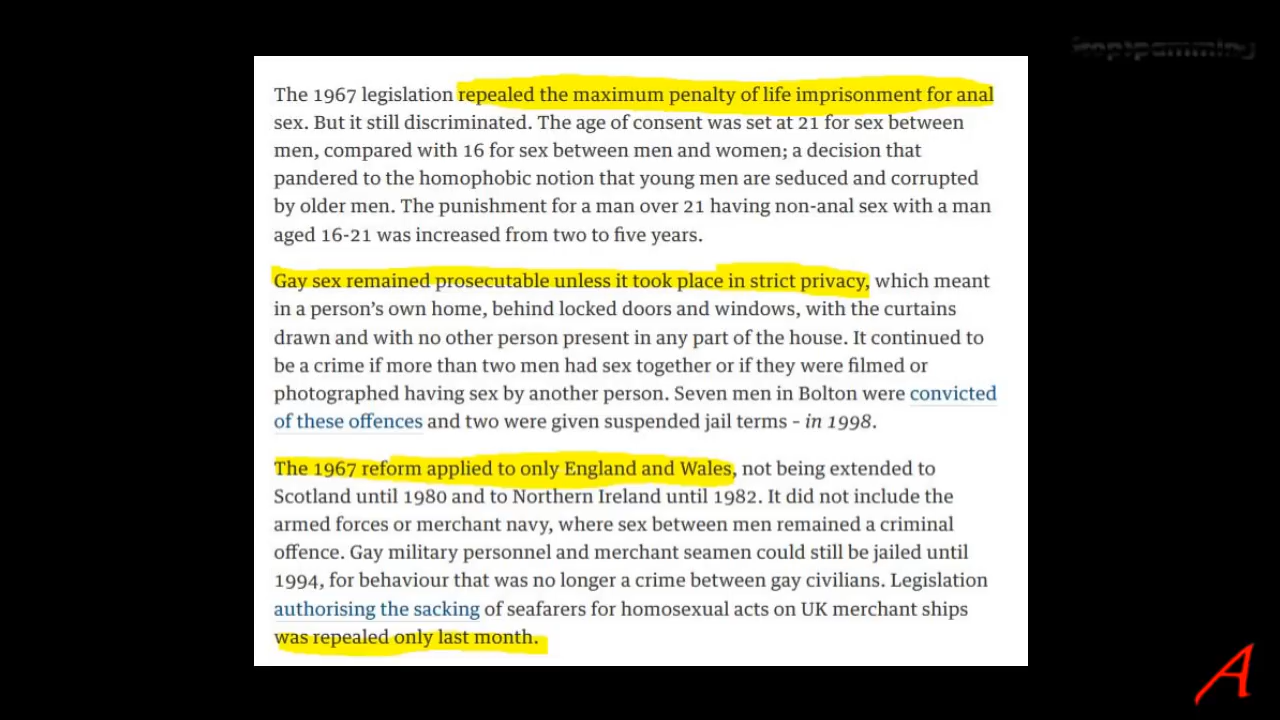 The 1967 legislation repealed the maximum penalty of life imprisonment for anal
sex. But it still discriminated. The age of consent was set at 21 for sex between
men, compared with 16 for sex between men and women; a decision that
pandered to the homophobic notion that young men are seduced and corrupted
by older men. The punishment for a man over 21 having non-anal sex with a man
aged 16-21 was increased from two to five years.
Gay sex remained prosecutable unless it took place in strict privacy, which meant
in a person’s own home, behind locked doors and windows, with the curtains
drawn and with no other person present in any part of the house. It continued to
be a crime if more than two men had sex together or if they were filmed or
photographed having sex by another person. Seven men in Bolton were convicted
of these offences and two were given suspended jail terms – in 1998.
The 1967 reform applied to only England and Wales, not being extended to
Scotland until 1980 and to Northern Ireland until 1982. It did not include the
armed forces or merchant navy, where sex between men remained a criminal
offence. Gay military personnel and merchant seamen could still be jailed until
1994, for behaviour that was no longer a crime between gay civilians. Legislation
authorising the sacking of seafarers for homosexual acts on UK merchant ships
was repealed only last month.
A